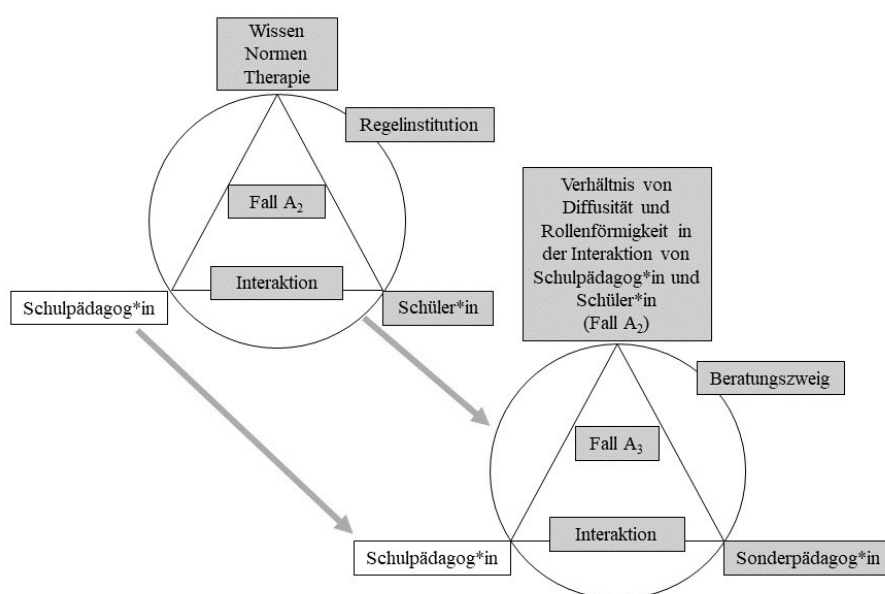 Wissen
Normen
Therapie
Regelinstitution
Fall A₂
Interaktion
Schulpädagog*in
Schüler*in
Verhältnis von
Diffusität und
Rollenförmigkeit in
der Interaktion von
Schulpädagog*in und
Schüler*in
(Fall A₂)
Beratungszweig
Fall A₃
Interaktion
Schulpädagog*in
Sonderpädagog*in